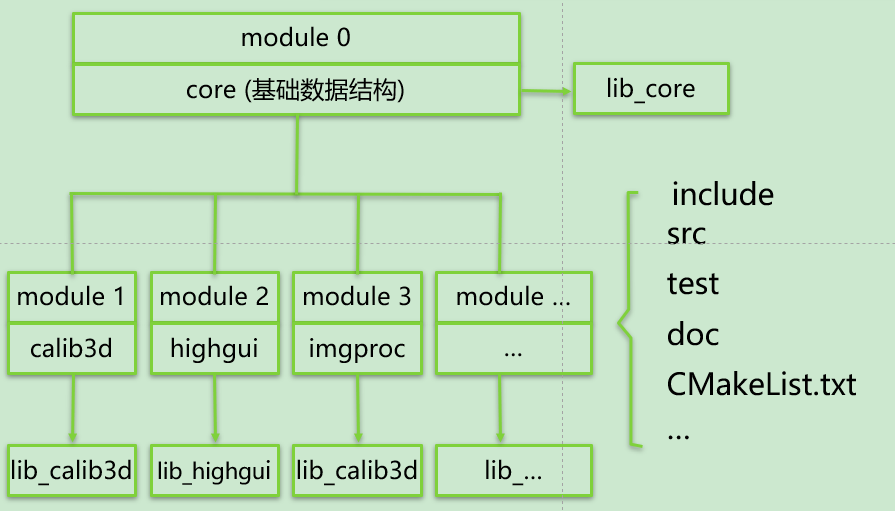 module 0
core (基础数据结构)
lib_core
module 1
module 2
module 3
module ...
calib3d
highgui
imgproc
...
lib_calib3d
lib_highgui
lib_calib3d
lib_...
include
src
test
doc
CMakeList.txt
...